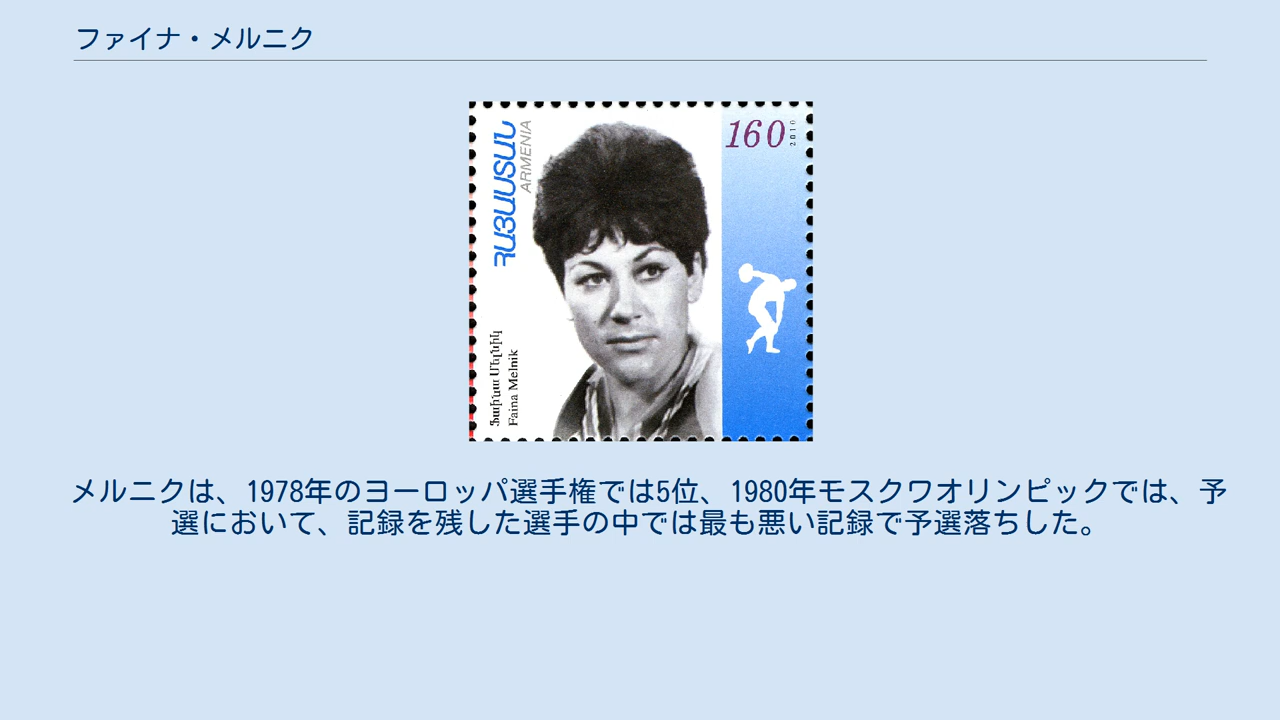 ファイナ・メルニク
160
2010
ՀԱՅԱՍՏԱՆ
ARMENIA
Ֆաինա Մելնիկ
Faina Melnik
メルニクは、1978年のヨーロッパ選手権では5位、1980年モスクワオリンピックでは、予
選において、記録を残した選手の中では最も悪い記録で予選落ちした。